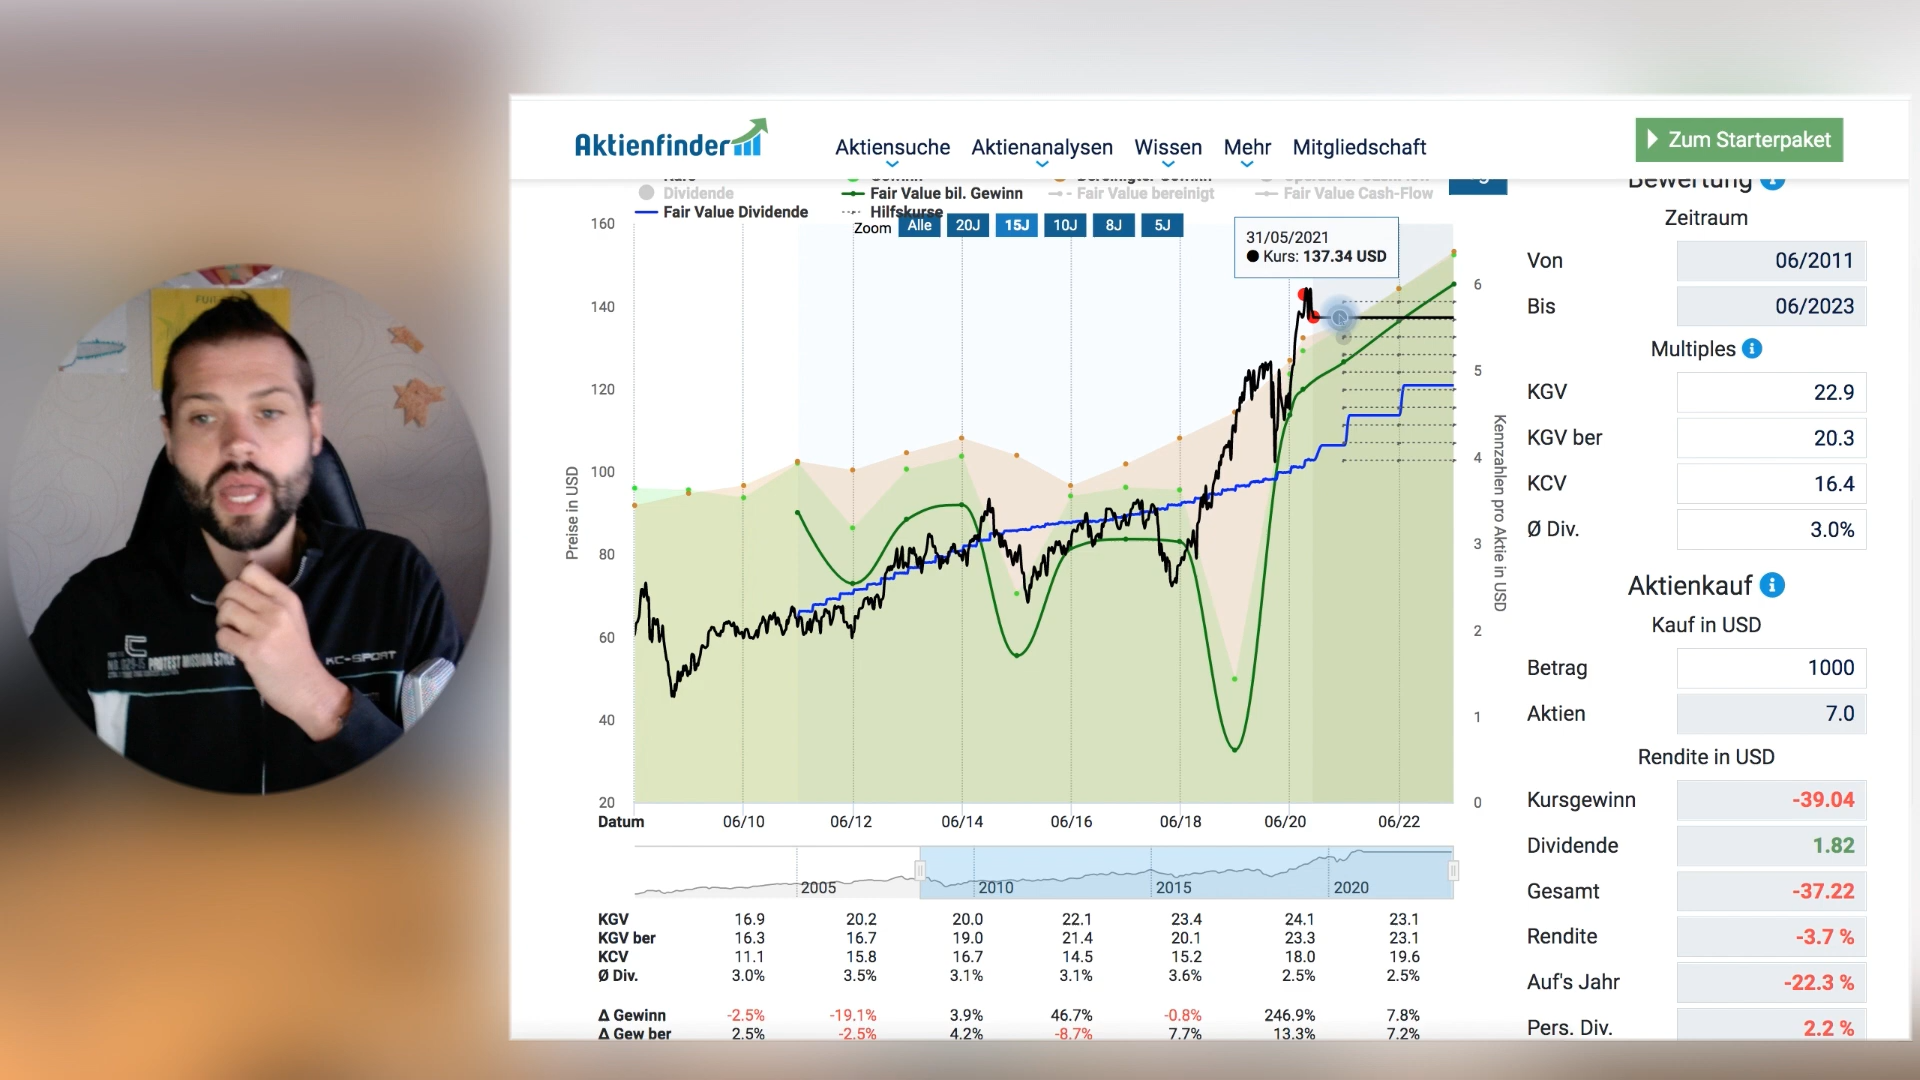 Aktienfinder
Aktiensuche Aktienanalysen Wissen Mehr Mitgliedschaft
Zum Starterpaket
Dividende Fair Value bil. Gewinn Fair Value bereinigt Fair Value Cash-Flow
Fair Value Dividende Hilfskurse
Zoom Alle 20J 15J 10J 8J 5J
31/05/2021
Kurs: 137.34 USD
160
140
120
100
80
60
40
20
Preise in USD
6
5
4
3
2
1
0
Kennzahlen pro Aktie in USD
Datum 06/10 06/12 06/14 06/16 06/18 06/20 06/22
2005 2010 2015 2020
KGV 16.9 20.2 20.0 22.1 23.4 24.1 23.1
KGV ber 16.3 16.7 19.0 21.4 20.1 23.3 23.1
KCV 11.1 15.8 16.7 14.5 15.2 18.0 19.6
Ø Div. 3.0% 3.5% 3.1% 3.1% 3.6% 2.5% 2.5%
Δ Gewinn -2.5% -19.1% 3.9% 46.7% -0.8% 246.9% 7.8%
Δ Gew ber 2.5% -2.5% 4.2% -8.7% 7.7% 13.3% 7.2%
Bewertung
Zeitraum
Von 06/2011
Bis 06/2023
Multiples
KGV 22.9
KGV ber 20.3
KCV 16.4
Ø Div. 3.0%
Aktienkauf
Kauf in USD
Betrag 1000
Aktien 7.0
Rendite in USD
Kursgewinn -39.04
Dividende 1.82
Gesamt -37.22
Rendite -3.7 %
Auf's Jahr -22.3 %
Pers. Div. 2.2 %
PROTEST MISSION STYLE
KC-SPORT